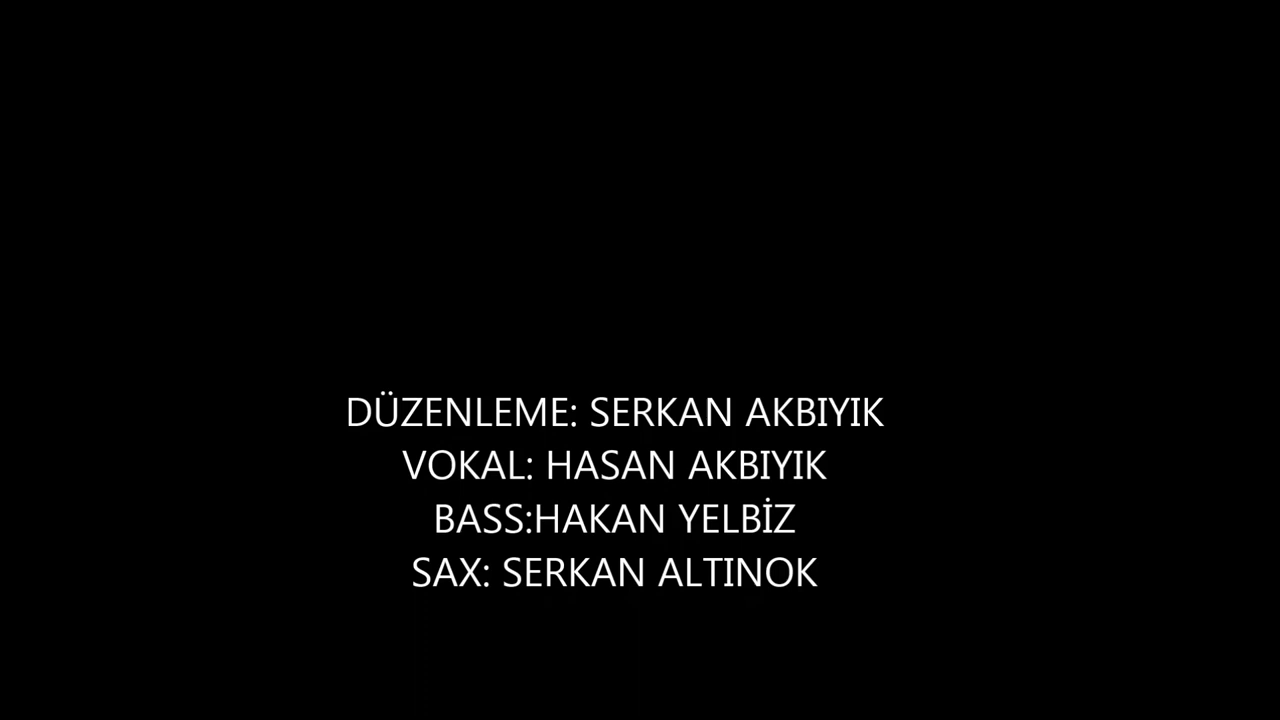 DÜZENLEME: SERKAN AKBIYIK
VOKAL: HASAN AKBIYIK
BASS:HAKAN YELBİZ
SAX: SERKAN ALTINOK